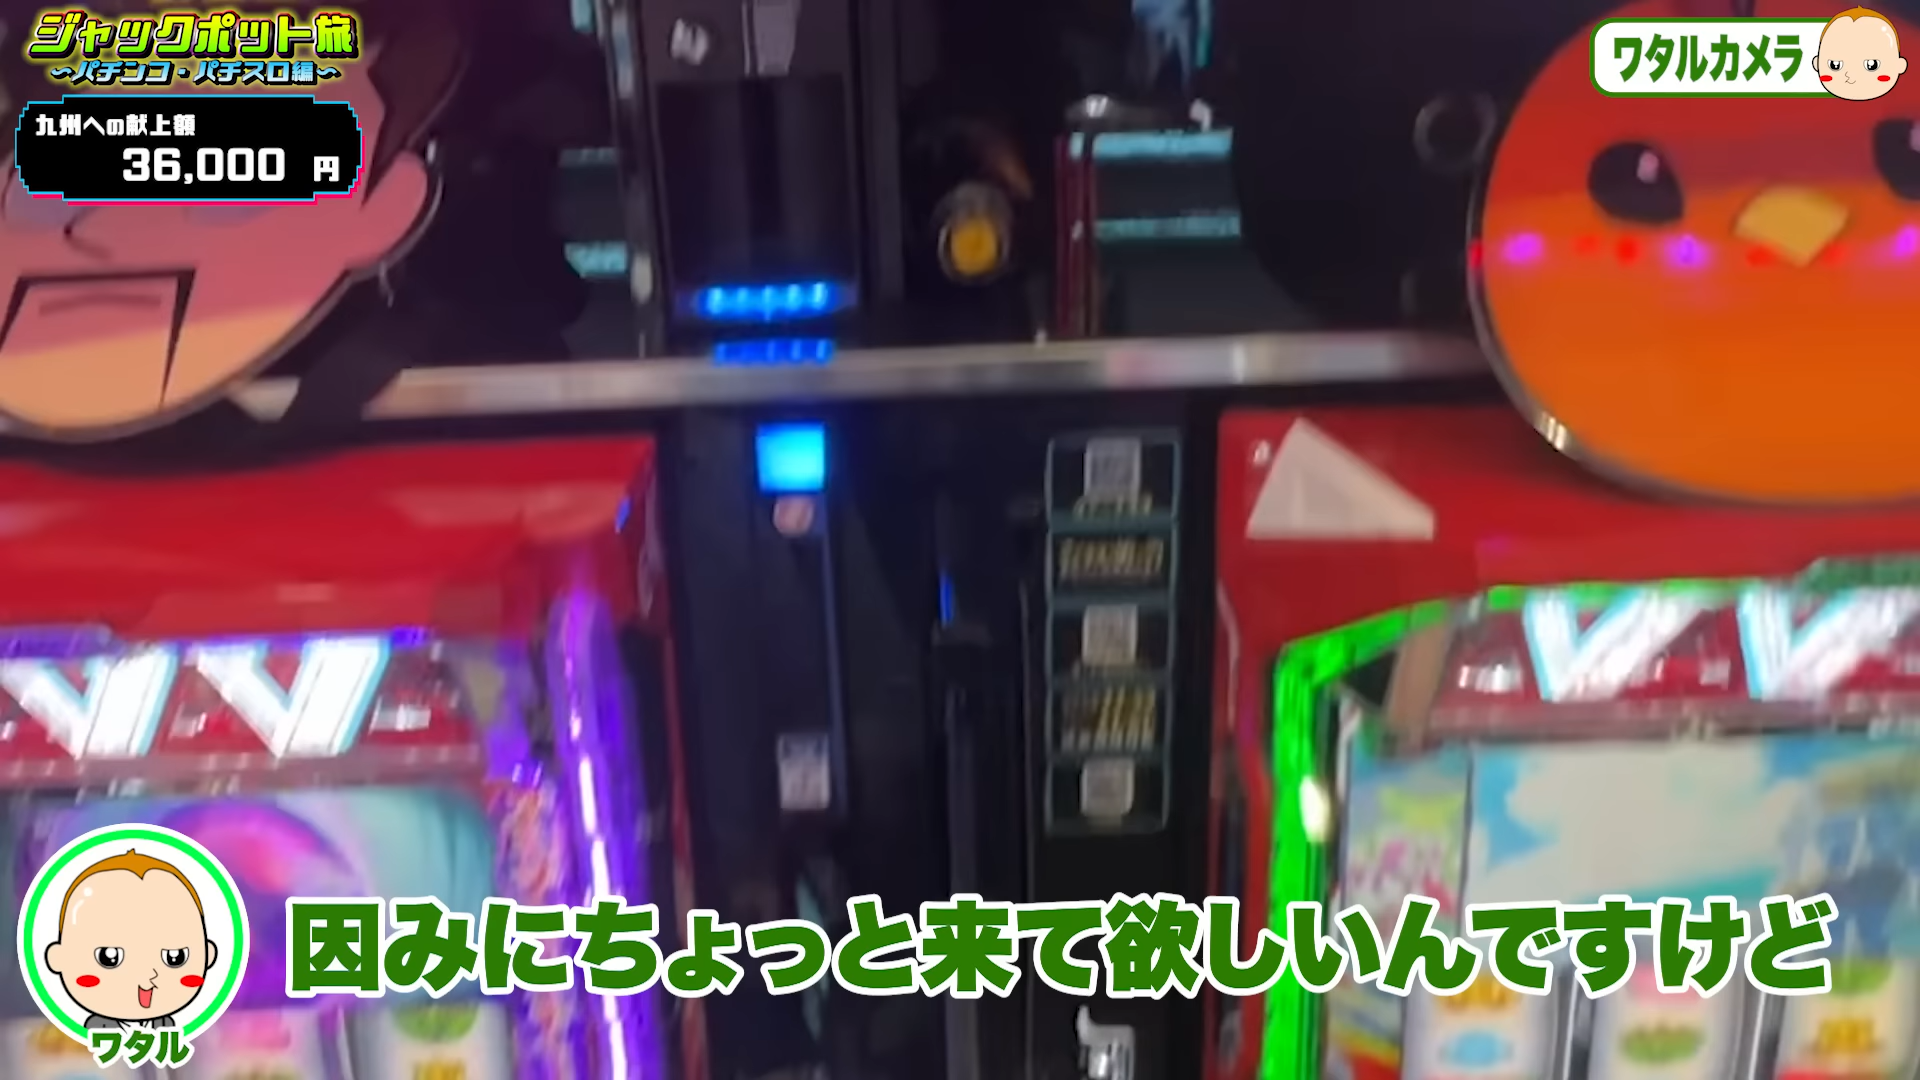 ジャックポット旅
～パチンコ・パチスロ編～
九州への献上額
36,000 円
ワタルカメラ
因みにちょっと来て欲しいんですけど
ワタル